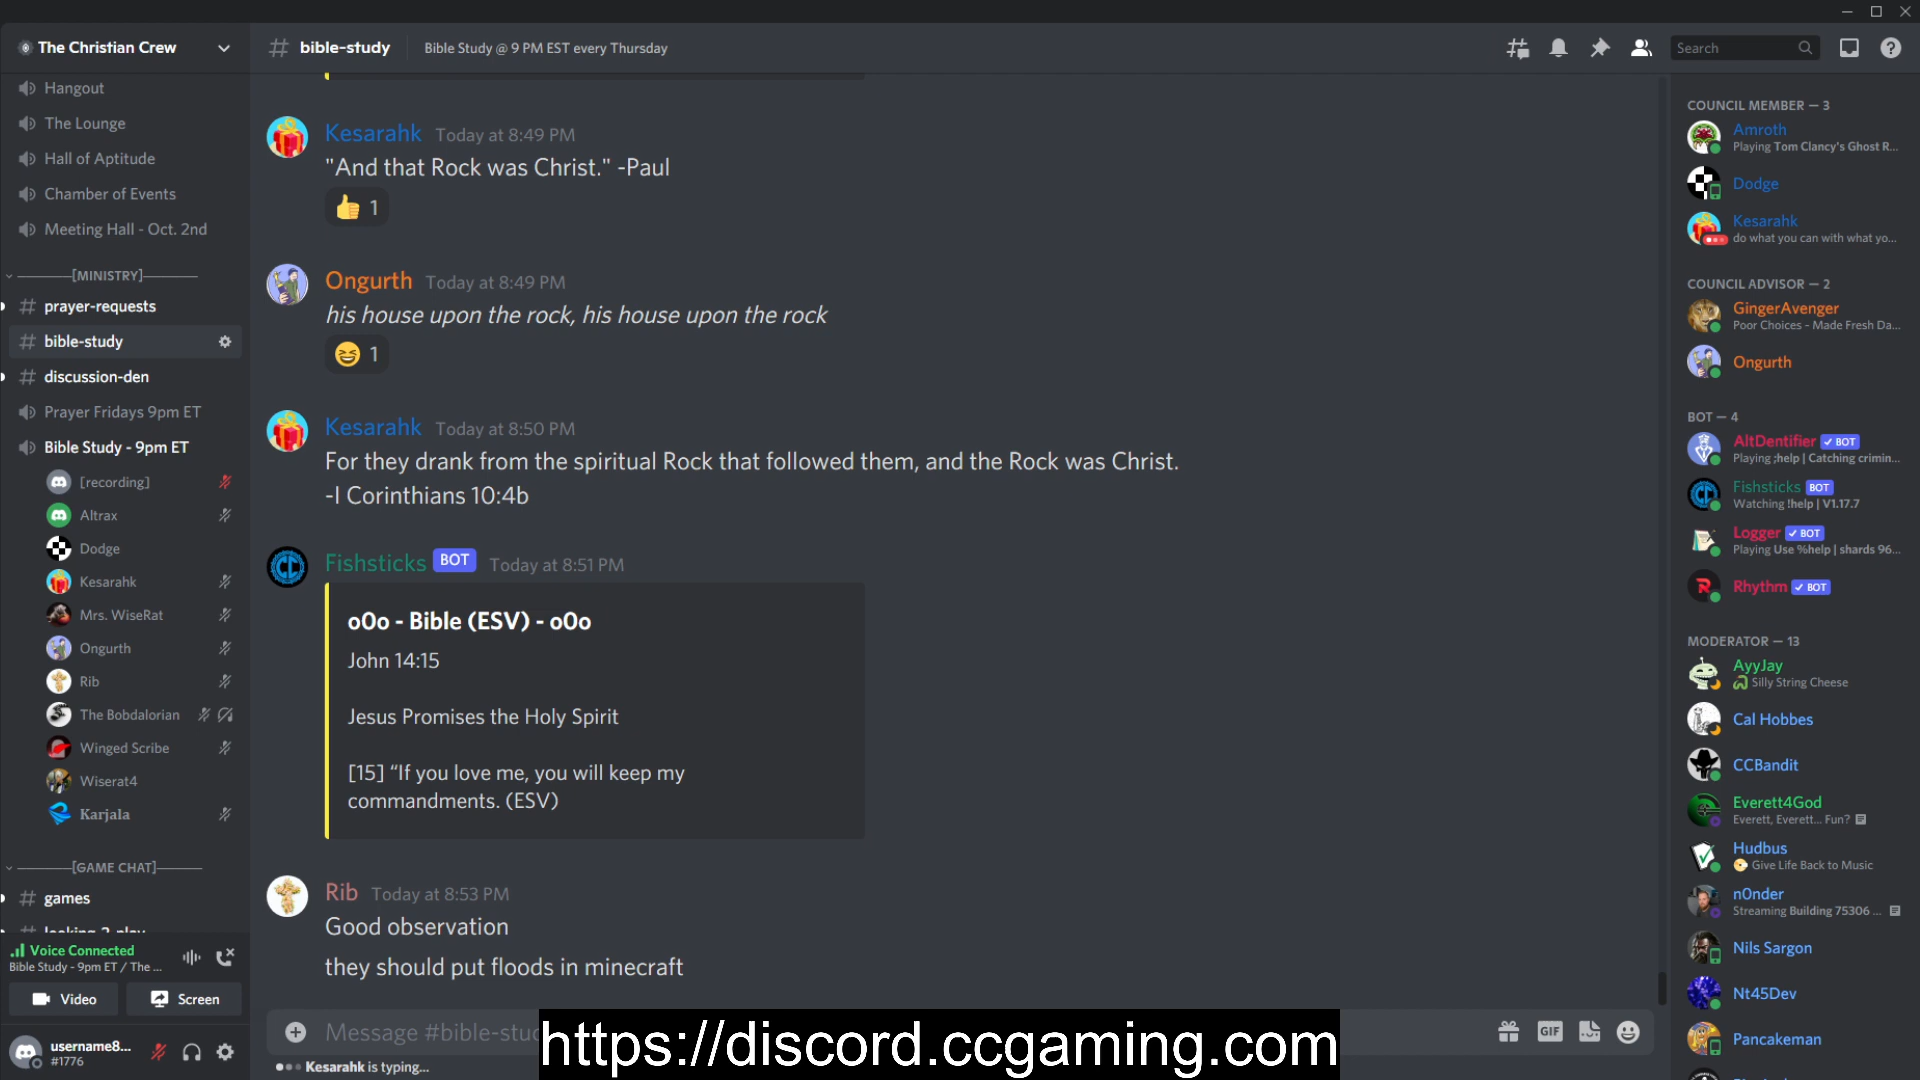 The Christian Crew
Hangout
The Lounge
Hall of Aptitude
Chamber of Events
Meeting Hall - Oct. 2nd
[MINISTRY]
# prayer-requests
# bible-study
# discussion-den
Prayer Fridays 9pm ET
Bible Study - 9pm ET
[recording]
Altrax
Dodge
Kesarahk
Mrs. WiseRat
Ongurth
Rib
The Bobdalorian
Winged Scribe
Wiserat4
Karjala
[GAME CHAT]
# games
# looking-2-play
Voice Connected
Bible Study - 9pm ET / The ...
Video
Screen
username8...
#1776
# bible-study
Bible Study @ 9 PM EST every Thursday
Search
Kesarahk Today at 8:49 PM
"And that Rock was Christ." -Paul
1
Ongurth Today at 8:49 PM
his house upon the rock, his house upon the rock
1
Kesarahk Today at 8:50 PM
For they drank from the spiritual Rock that followed them, and the Rock was Christ.
-I Corinthians 10:4b
CC
Fishsticks BOT Today at 8:51 PM
oOo - Bible (ESV) - oOo
John 14:15
Jesus Promises the Holy Spirit
[15] “If you love me, you will keep my
commandments. (ESV)
Rib Today at 8:53 PM
Good observation
they should put floods in minecraft
Message #bible-stu
GIF
https://discord.ccgaming.com
Kesarahk is typing...
COUNCIL MEMBER — 3
Amroth
Playing Tom Clancy's Ghost R...
Dodge
Kesarahk
do what you can with what yo...
COUNCIL ADVISOR — 2
GingerAvenger
Poor Choices - Made Fresh Da...
Ongurth
BOT — 4
AltDentifier ✓ BOT
Playing ;help | Catching crimin...
Fishsticks BOT
Watching !help | V1.17.7
Logger ✓ BOT
Playing Use %help | shards 96...
Rhythm ✓ BOT
MODERATOR — 13
AyyJay
Silly String Cheese
Cal Hobbes
CCBandit
Everett4God
Everett, Everett... Fun?
Hudbus
Give Life Back to Music
n0nder
Streaming Building 75306 ...
Nils Sargon
Nt45Dev
Pancakeman